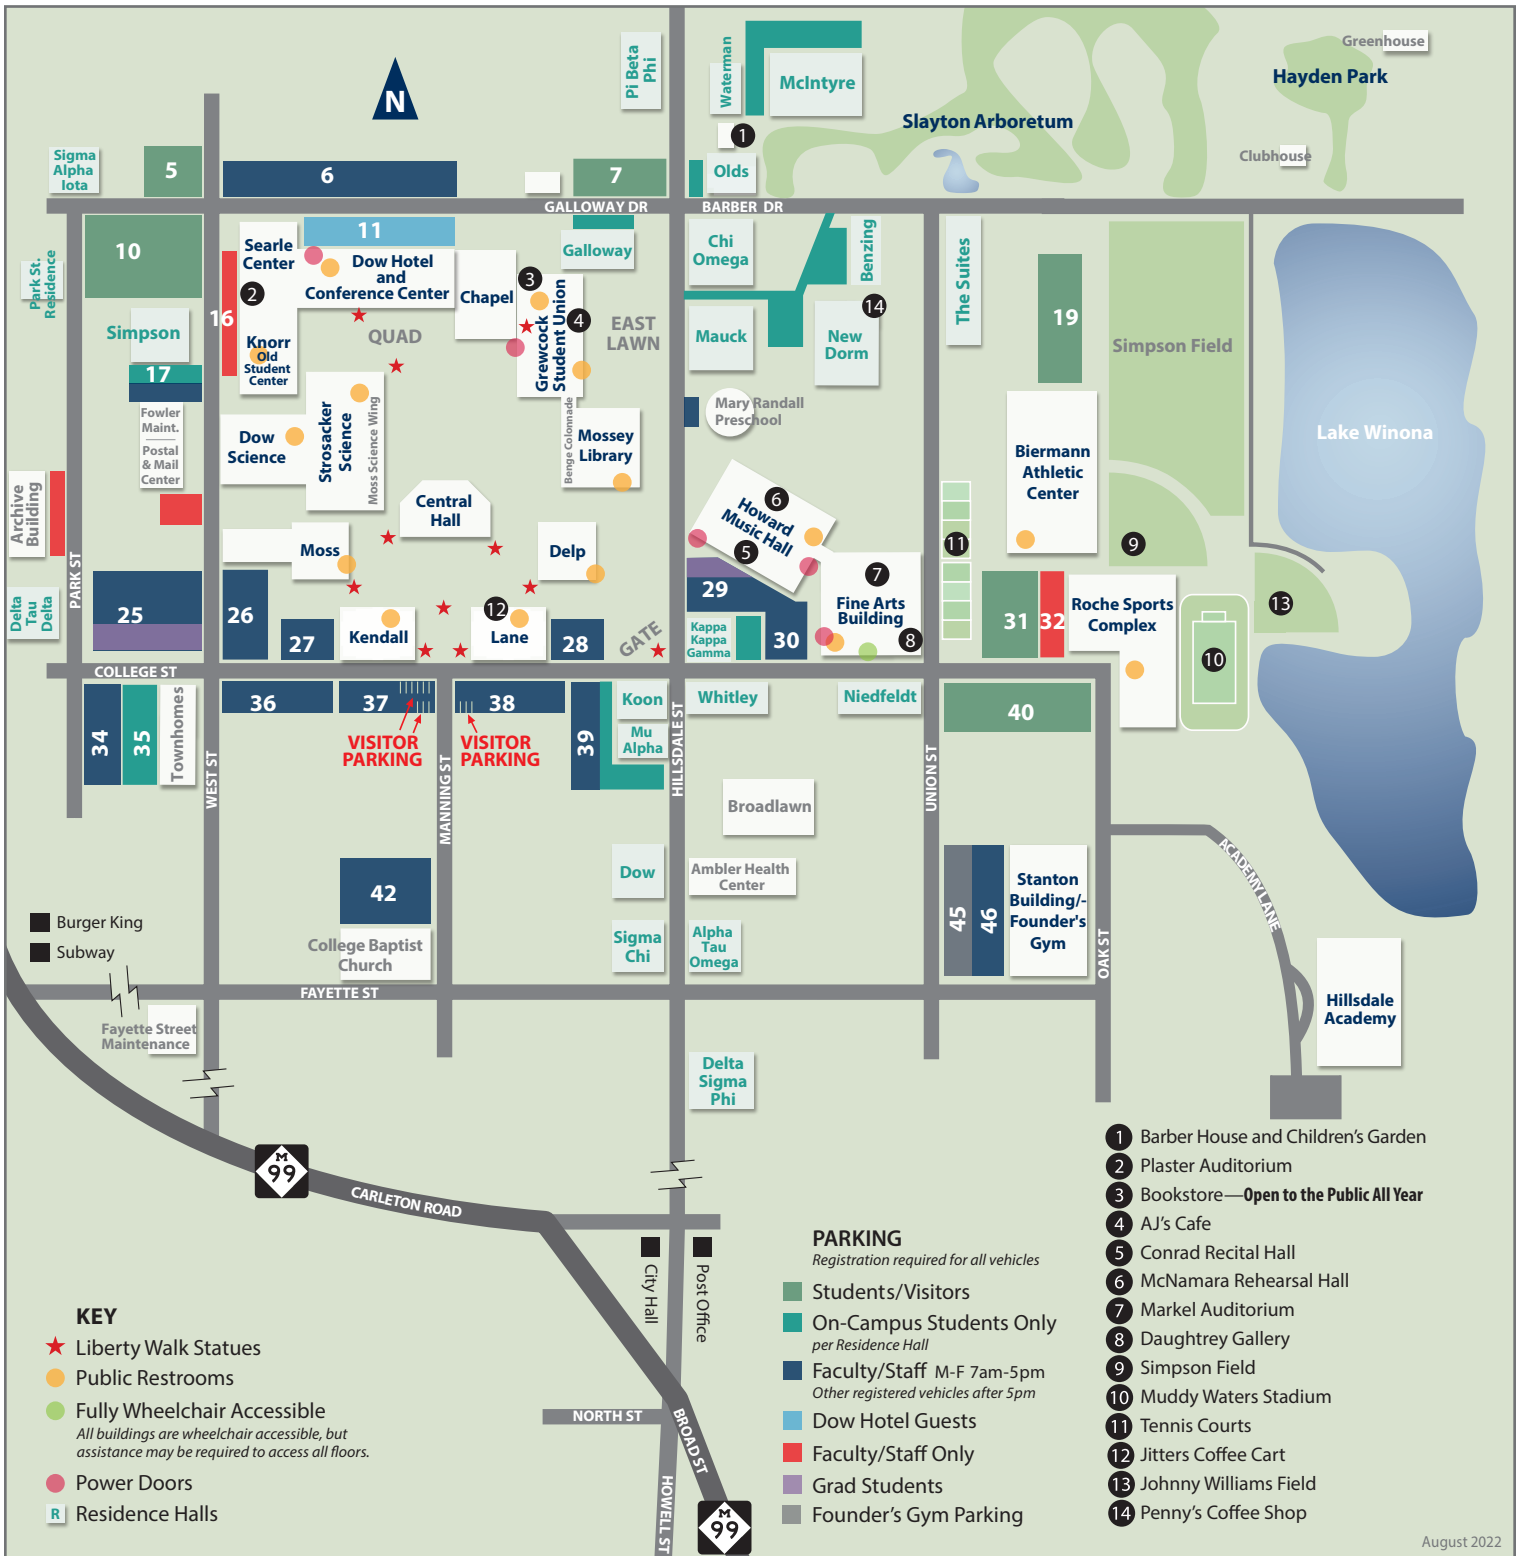 Greenhouse
Hayden Park
Pi Beta
Phi
Waterman
McIntyre
N
Slayton Arboretum
1
Clubhouse
Sigma
Alpha
Iota
5
6
7
Olds
GALLOWAY DR
BARBER DR
Searle
Center
11
Dow Hotel
and
Conference Center
Chapel
Galloway
Chi
Omega
Benzing
The Suites
10
Park St.
Residence
2
3
4
Grewcock
Student Union
EAST
LAWN
14
19
16
QUAD
Simpson
Mauck
New
Dorm
Simpson Field
Knorr
Old
Student
Center
17
Fowler
Maint.
Postal
& Mail
Center
Mary Randall
Preschool
Lake Winona
Dow
Science
Strosacker
Science
Moss Science Wing
Benge Colonnade
Mossey
Library
Biermann
Athletic
Center
Archive
Building
Central
Hall
6
Howard
Music Hall
5
Moss
Delp
11
9
PARK ST
7
Fine Arts
Building
8
Delta
Tau
Delta
25
26
27
Kendall
12
Lane
28
GATE
29
Kappa
Kappa
Gamma
30
31
32
Roche Sports
Complex
10
13
COLLEGE ST
34
35
Townhomes
36
37
38
39
Koon
Mu
Alpha
Whitley
Niedfeldt
40
VISITOR
PARKING
VISITOR
PARKING
WEST ST
MANNING ST
HILLSDALE ST
UNION ST
Broadlawn
42
Dow
Ambler Health
Center
45
46
Stanton
Building/-
Founder's
Gym
ACADEMY LANE
OAK ST
Burger King
Subway
College Baptist
Church
Sigma
Chi
Alpha
Tau
Omega
FAYETTE ST
Hillsdale
Academy
Fayette Street
Maintenance
Delta
Sigma
Phi
M
99
CARLETON ROAD
City Hall
Post Office
NORTH ST
BROAD ST
HOWELL ST
M
99
KEY
Liberty Walk Statues
Public Restrooms
Fully Wheelchair Accessible
All buildings are wheelchair accessible, but
assistance may be required to access all floors.
Power Doors
R Residence Halls
PARKING
Registration required for all vehicles
Students/Visitors
On-Campus Students Only
per Residence Hall
Faculty/Staff M-F 7am-5pm
Other registered vehicles after 5pm
Dow Hotel Guests
Faculty/Staff Only
Grad Students
Founder's Gym Parking
1 Barber House and Children's Garden
2 Plaster Auditorium
3 Bookstore—Open to the Public All Year
4 AJ's Cafe
5 Conrad Recital Hall
6 McNamara Rehearsal Hall
7 Markel Auditorium
8 Daughtrey Gallery
9 Simpson Field
10 Muddy Waters Stadium
11 Tennis Courts
12 Jitters Coffee Cart
13 Johnny Williams Field
14 Penny's Coffee Shop
August 2022